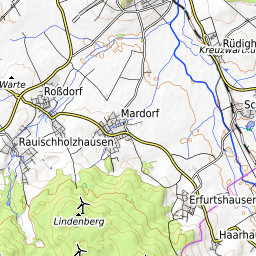 Rüdigh
Kreuzwart
Warte
Roßdorf
Mardorf
Rauischholzhausen
Erfurtshausen
Lindenberg
Haarha